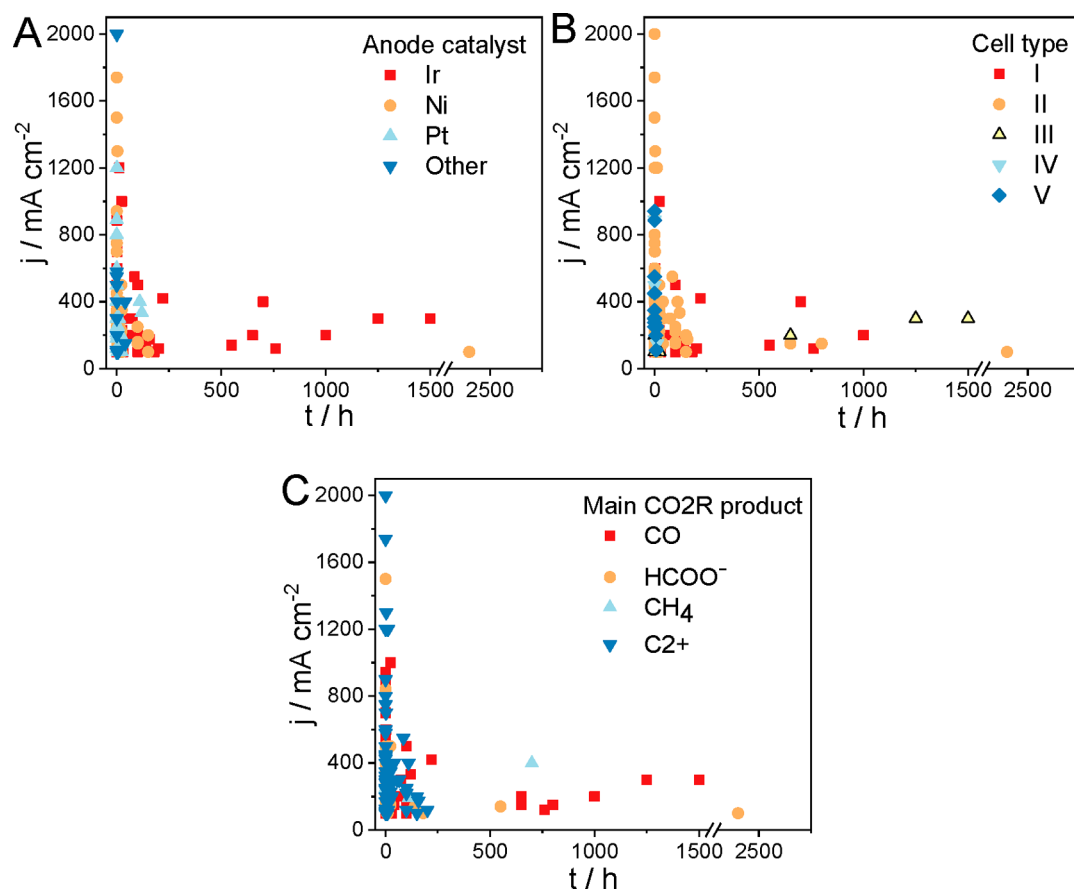 A
Anode catalyst
Ir
Ni
Pt
Other
2000
1600
1200
800
400
0
j / mA cm⁻²
0 500 1000 1500 2500
t / h
B
Cell type
I
II
III
IV
V
2000
1600
1200
800
400
0
j / mA cm⁻²
0 500 1000 1500 2500
t / h
C
Main CO2R product
CO
HCOO⁻
CH₄
C2+
2000
1600
1200
800
400
0
j / mA cm⁻²
0 500 1000 1500 2500
t / h